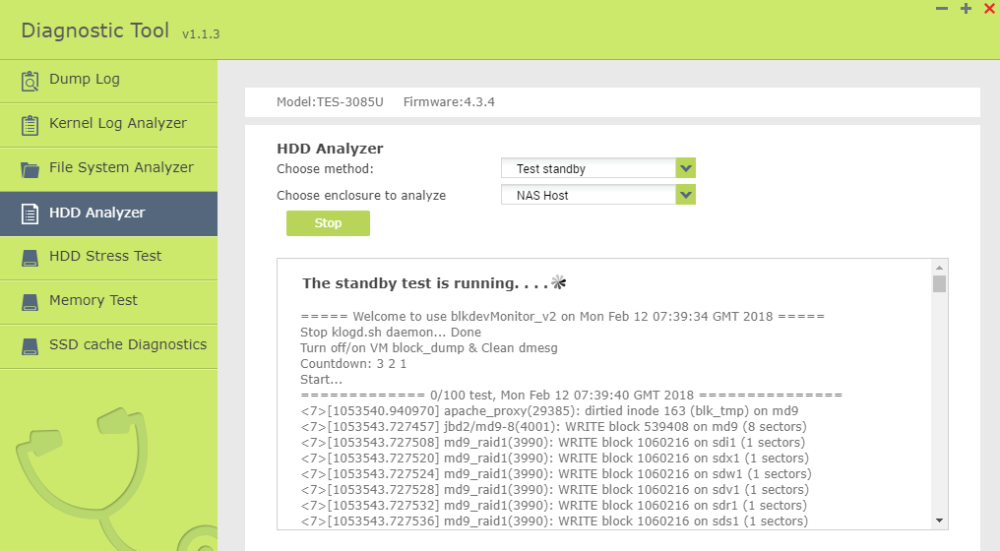 Diagnostic Tool v1.1.3
Dump Log
Kernel Log Analyzer
File System Analyzer
HDD Analyzer
HDD Stress Test
Memory Test
SSD cache Diagnostics
Model:TES-3085U Firmware:4.3.4
HDD Analyzer
Choose method: Test standby
Choose enclosure to analyze NAS Host
Stop
The standby test is running. . . .
===== Welcome to use blkdevMonitor_v2 on Mon Feb 12 07:39:34 GMT 2018 =====
Stop klogd.sh daemon... Done
Turn off/on VM block_dump & Clean dmesg
Countdown: 3 2 1
Start...
============= 0/100 test, Mon Feb 12 07:39:40 GMT 2018 ===============
<7>[1053540.940970] apache_proxy(29385): dirtied inode 163 (blk_tmp) on md9
<7>[1053543.727457] jbd2/md9-8(4001): WRITE block 539408 on md9 (8 sectors)
<7>[1053543.727508] md9_raid1(3990): WRITE block 1060216 on sdi1 (1 sectors)
<7>[1053543.727520] md9_raid1(3990): WRITE block 1060216 on sdx1 (1 sectors)
<7>[1053543.727524] md9_raid1(3990): WRITE block 1060216 on sdw1 (1 sectors)
<7>[1053543.727528] md9_raid1(3990): WRITE block 1060216 on sdv1 (1 sectors)
<7>[1053543.727532] md9_raid1(3990): WRITE block 1060216 on sdr1 (1 sectors)
<7>[1053543.727536] md9_raid1(3990): WRITE block 1060216 on sds1 (1 sectors)